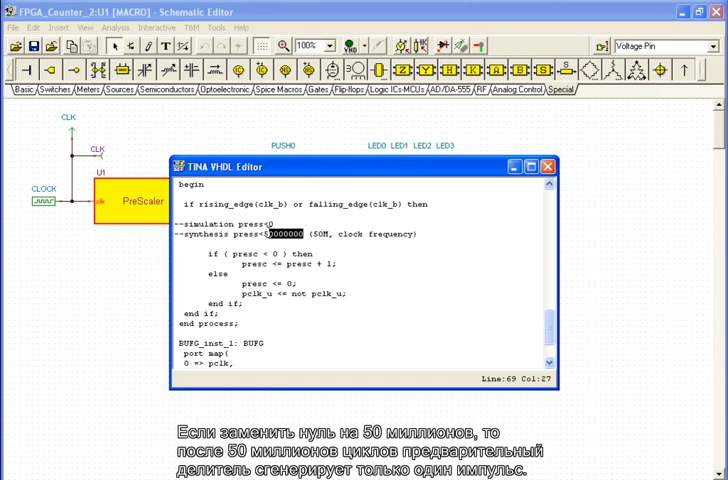 FPGA_Counter_2:U1 [MACRO] - Schematic Editor
File Edit Insert View Analysis Interactive T&M Tools Help
100% VHD Voltage Pin
Basic Switches Meters Sources Semiconductors Optoelectronic Spice Macros Gates Flip-flops Logic ICs-MCUs AD/DA-555 RF Analog Control Special
CLK
PUSH0 LED0 LED1 LED2 LED3
CLK
U1
CLOCK
clk PreScaler
TINA VHDL Editor
begin
if rising_edge(clk_b) or falling_edge(clk_b) then
--simulation press<0
--synthesis press<50000000 (50M, clock frequency)
if ( presc < 0 ) then
presc <= presc + 1;
else
presc <= 0;
pclk_u <= not pclk_u;
end if;
end if;
end process;
BUFG_inst_1: BUFG
port map(
O => pclk,
Line:69 Col:27
Если заменить нуль на 50 миллионов, то
после 50 миллионов циклов предварительный
делитель сгенерирует только один импульс.